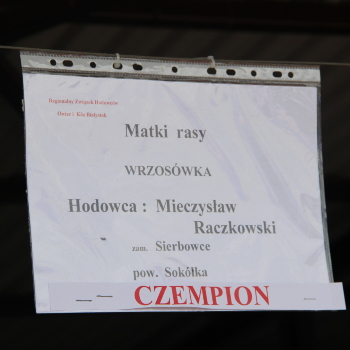 Regionalny Związek Hodowców
Owiec i Kóz Białystok
Matki rasy
WRZOSÓWKA
Hodowca : Mieczysław
Raczkowski
zam. Sierbowce
pow. Sokółka
CZEMPION